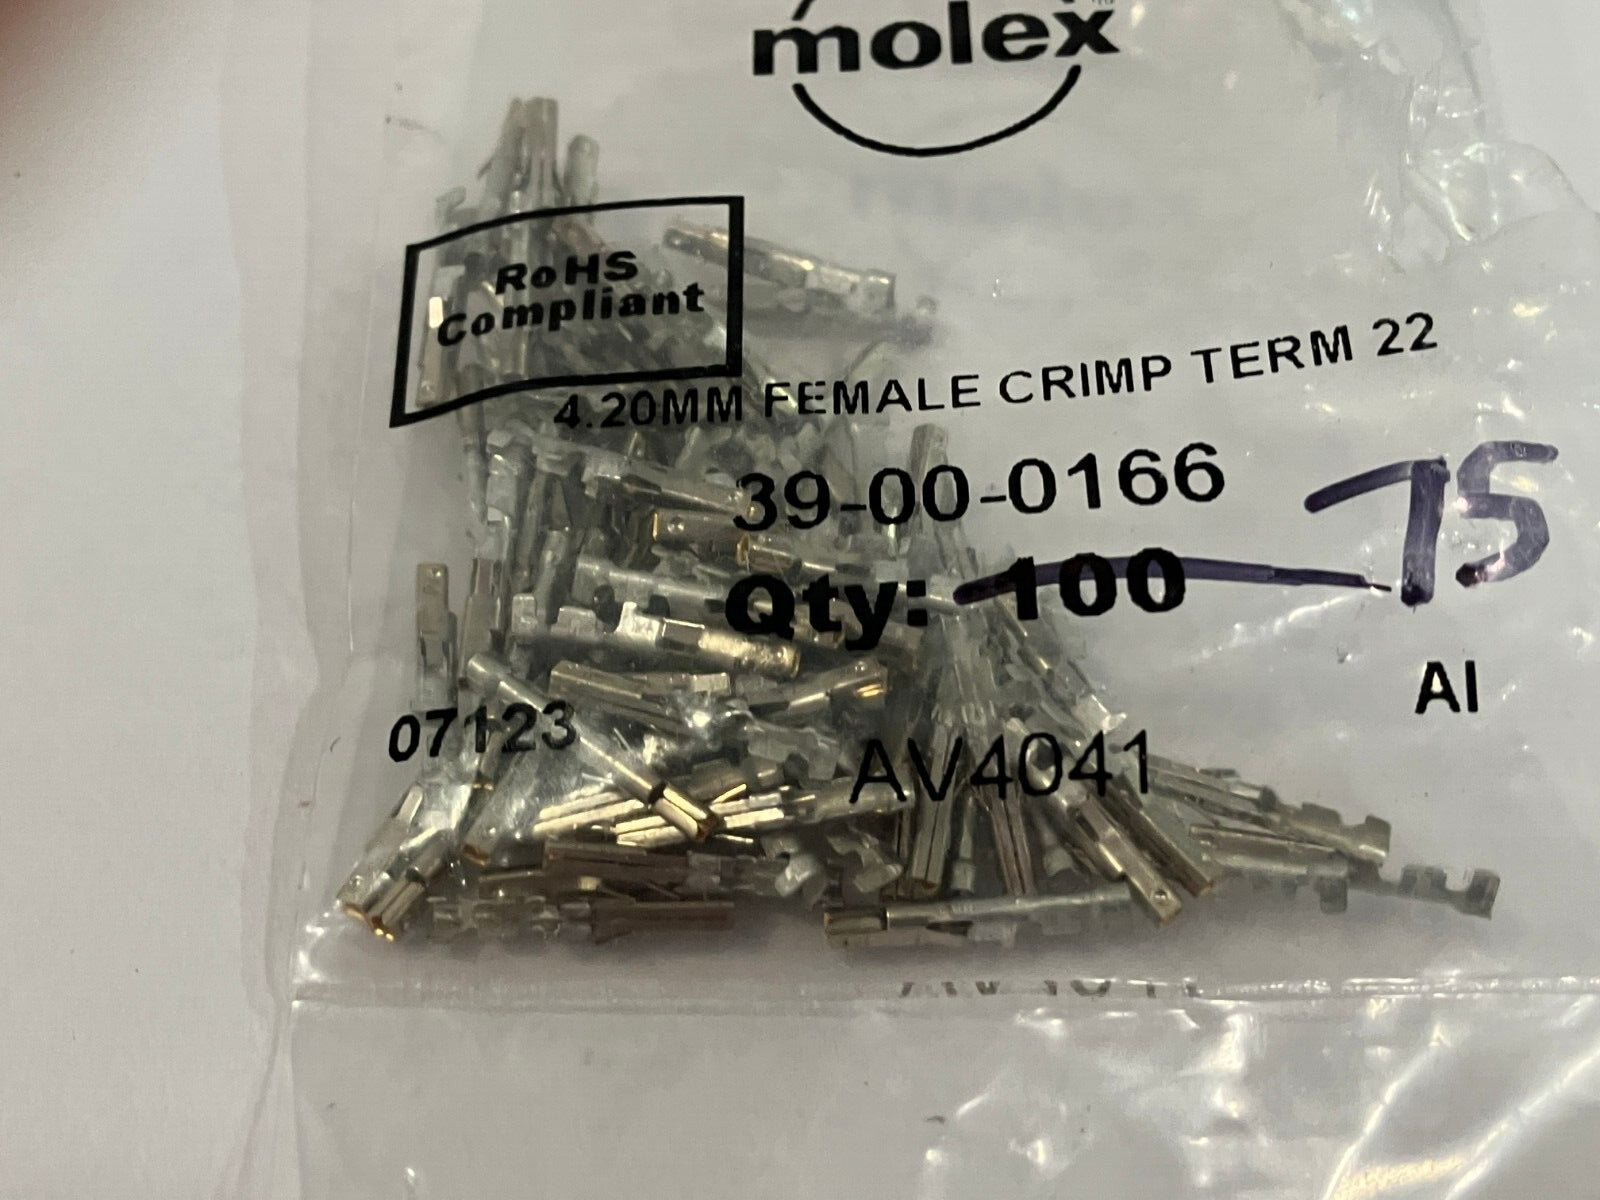 molex
RoHS
Compliant
4.20MM FEMALE CRIMP TERM 22
39-00-0166
Qty: 100 75
AI
07123
AV4041